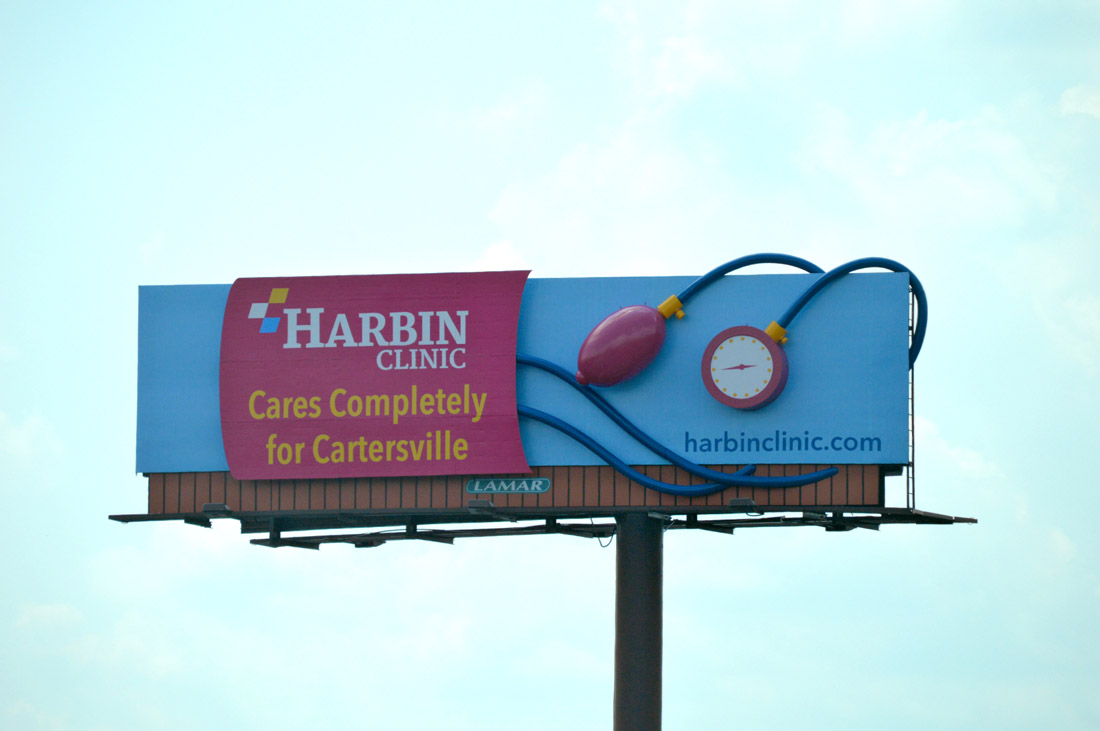 HARBIN
CLINIC
Cares Completely
for Cartersville
harbinclinic.com
LAMAR